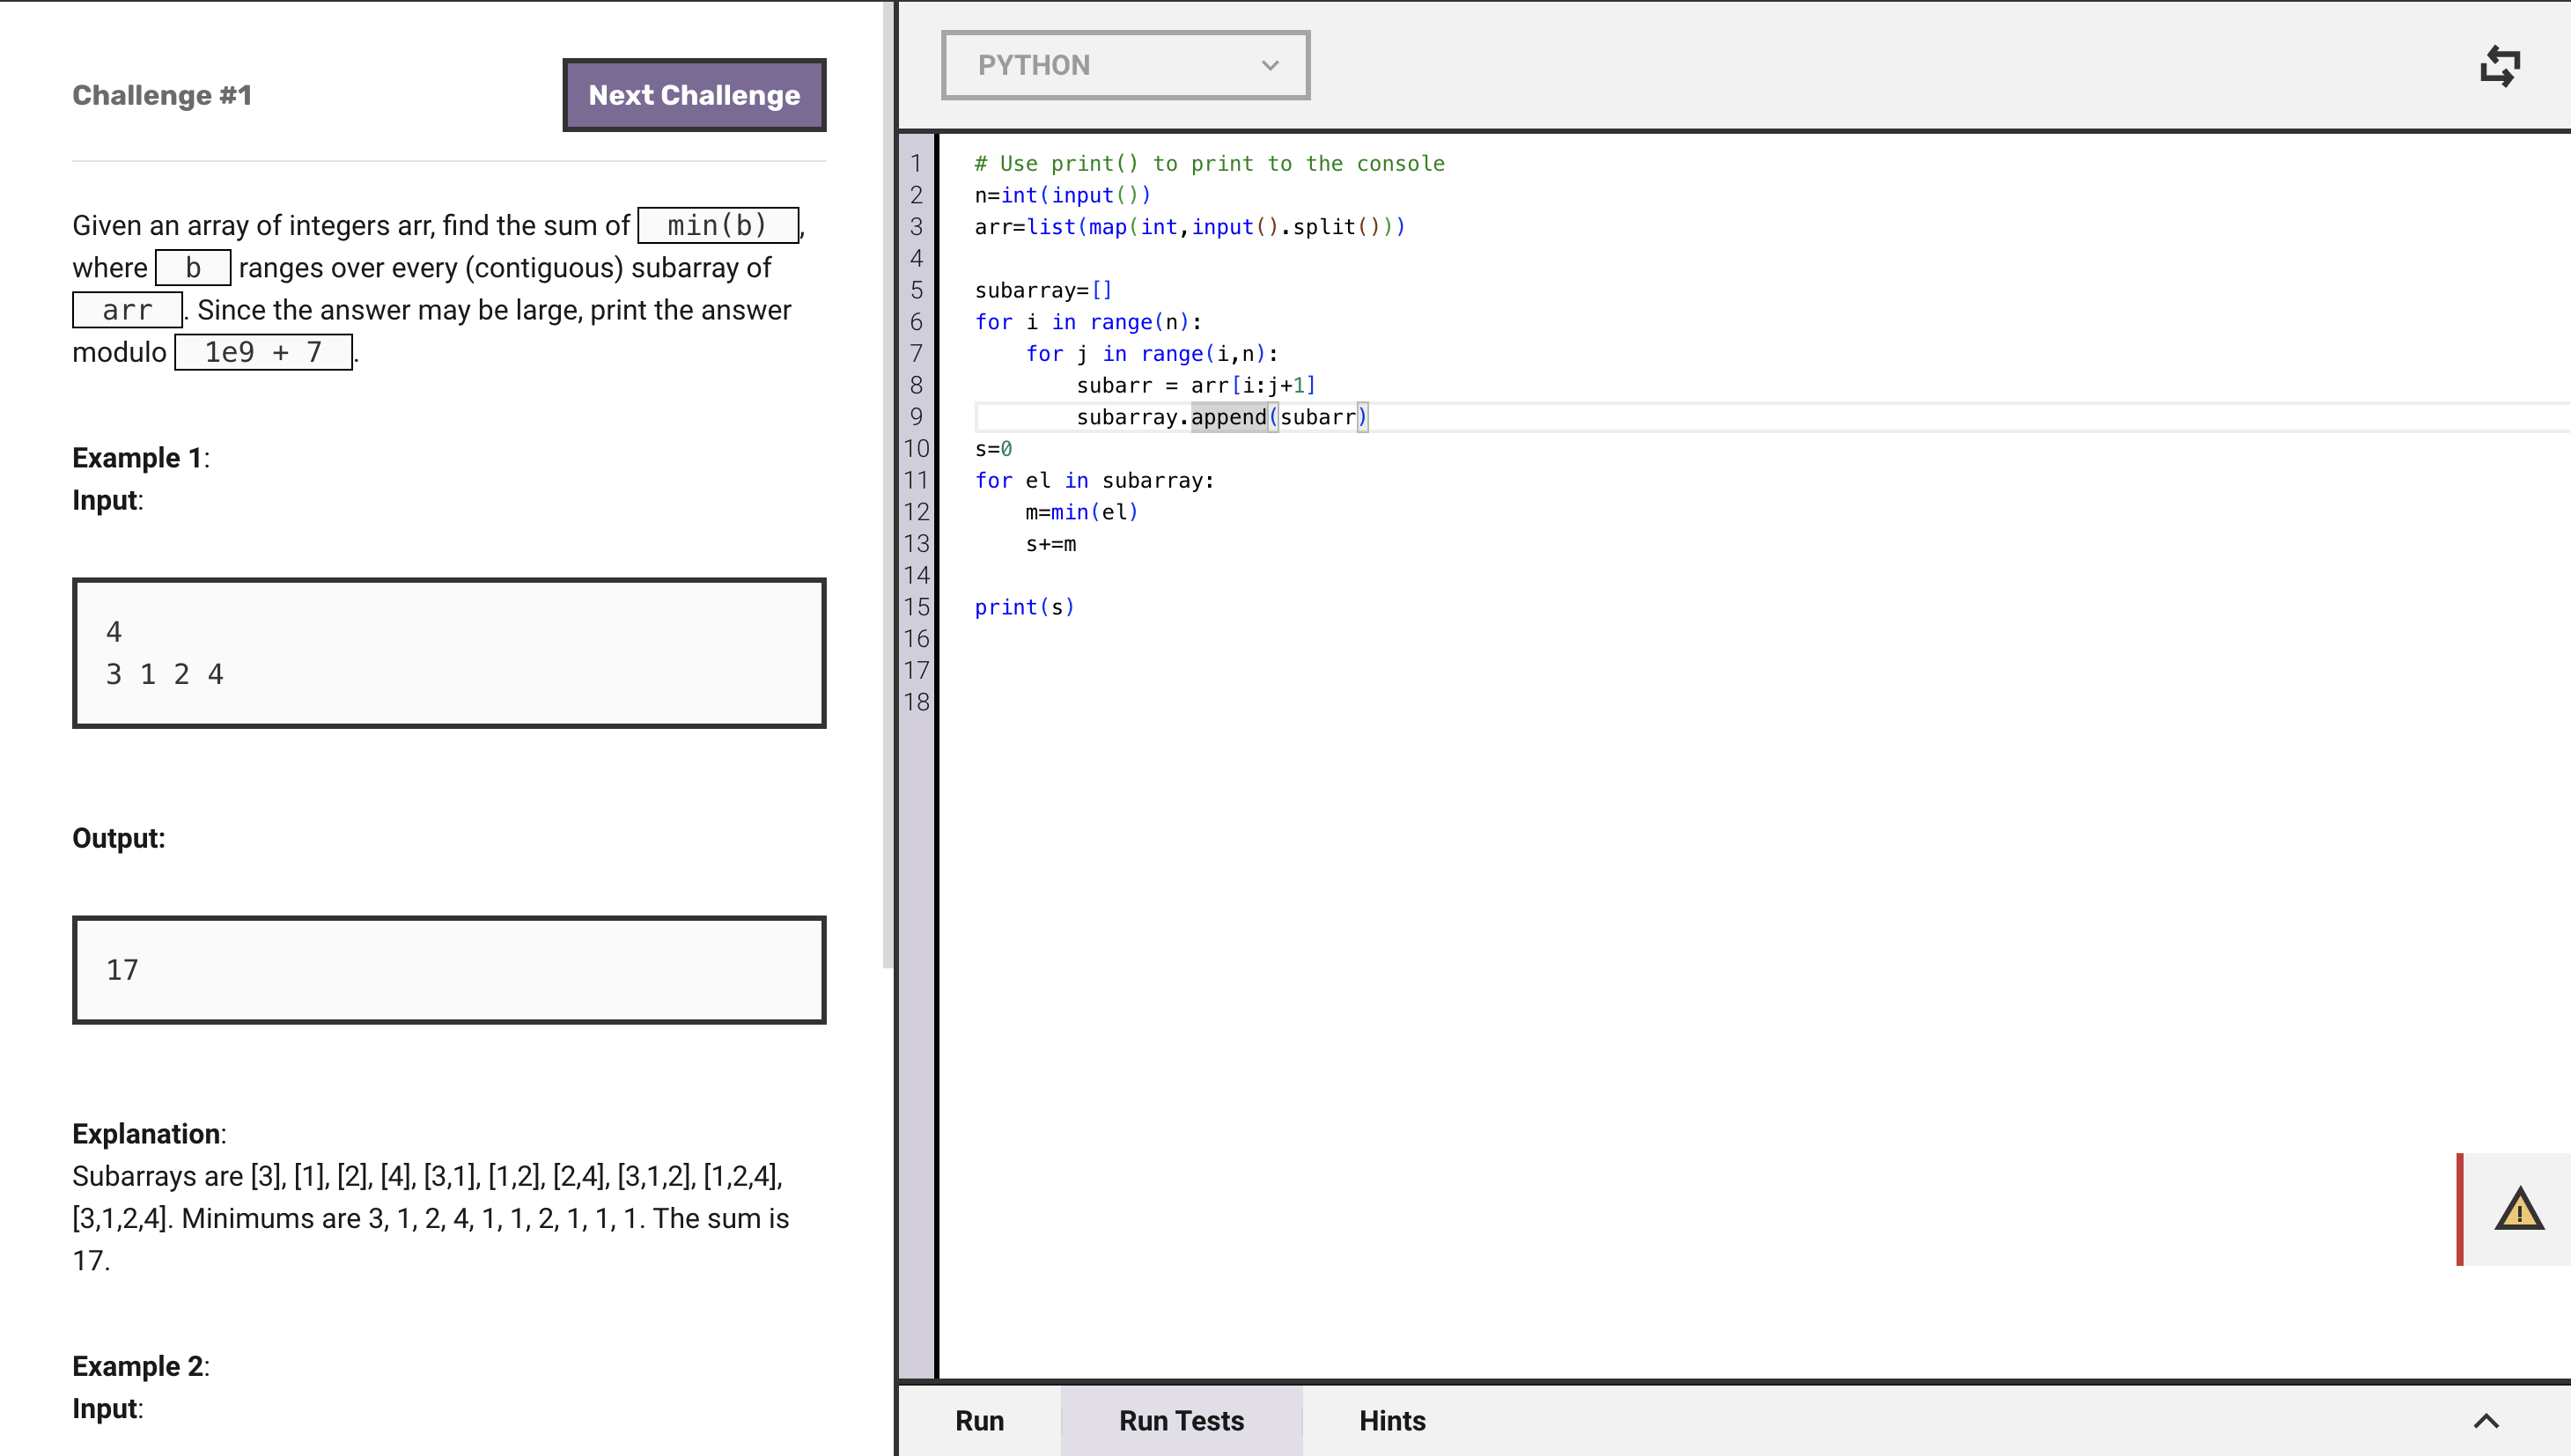 Challenge #1
Next Challenge
Given an array of integers arr, find the sum of min(b),
where b ranges over every (contiguous) subarray of
arr. Since the answer may be large, print the answer
modulo 1e9 + 7.
Example 1:
Input:
4
3 1 2 4
Output:
17
Explanation:
Subarrays are [3], [1], [2], [4], [3,1], [1,2], [2,4], [3,1,2], [1,2,4],
[3,1,2,4]. Minimums are 3, 1, 2, 4, 1, 1, 2, 1, 1, 1. The sum is
17.
Example 2:
Input:
PYTHON
1 # Use print() to print to the console
2 n=int(input())
3 arr=list(map(int,input().split()))
4
5 subarray=[]
6 for i in range(n):
7     for j in range(i,n):
8         subarr = arr[i:j+1]
9         subarray.append(subarr)
10 s=0
11 for el in subarray:
12     m=min(el)
13     s+=m
14
15 print(s)
16
17
18
Run
Run Tests
Hints